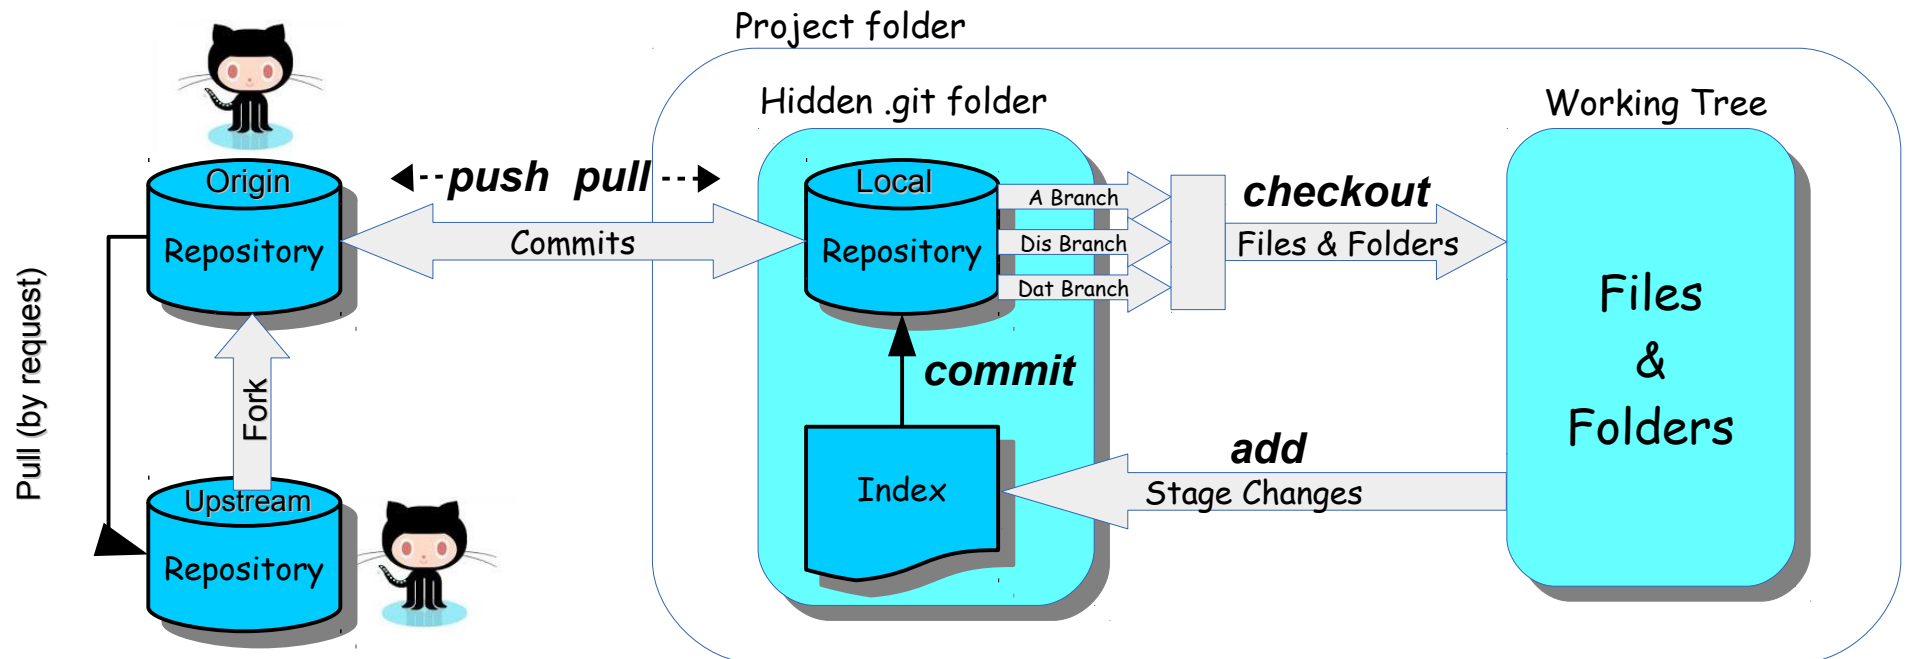 Project folder
Hidden .git folder
Working Tree
Origin
Repository
push pull
Commits
Local
Repository
A Branch
Dis Branch
Dat Branch
checkout
Files & Folders
Files
&
Folders
Pull (by request)
Fork
commit
Index
add
Stage Changes
Upstream
Repository